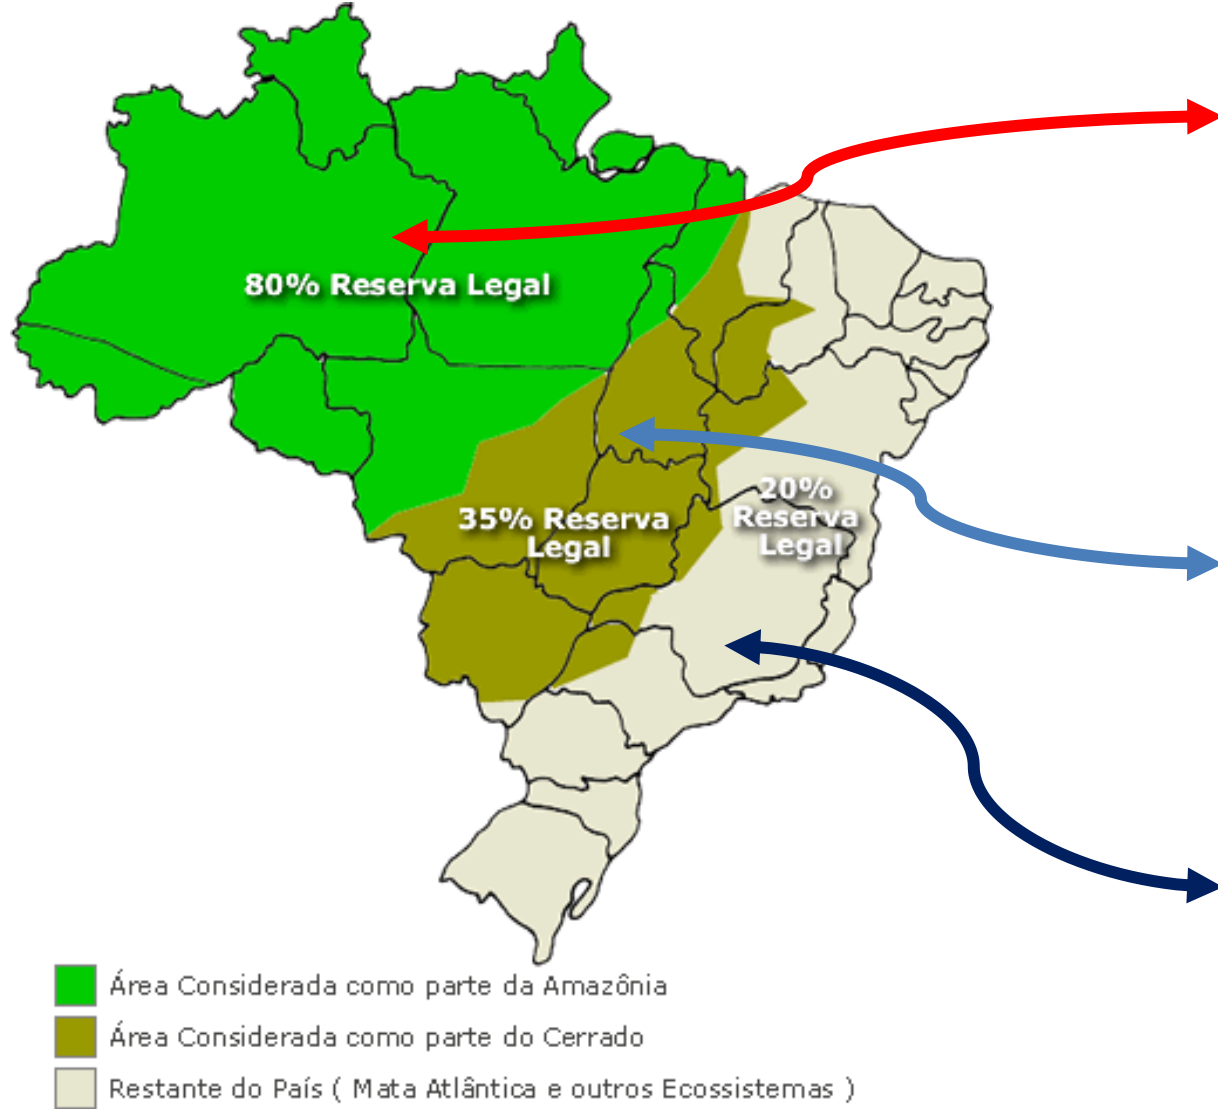 80% Reserva Legal
35% Reserva
Legal
20%
Reserva
Legal
Área Considerada como parte da Amazônia
Área Considerada como parte do Cerrado
Restante do País ( Mata Atlântica e outros Ecossistemas )